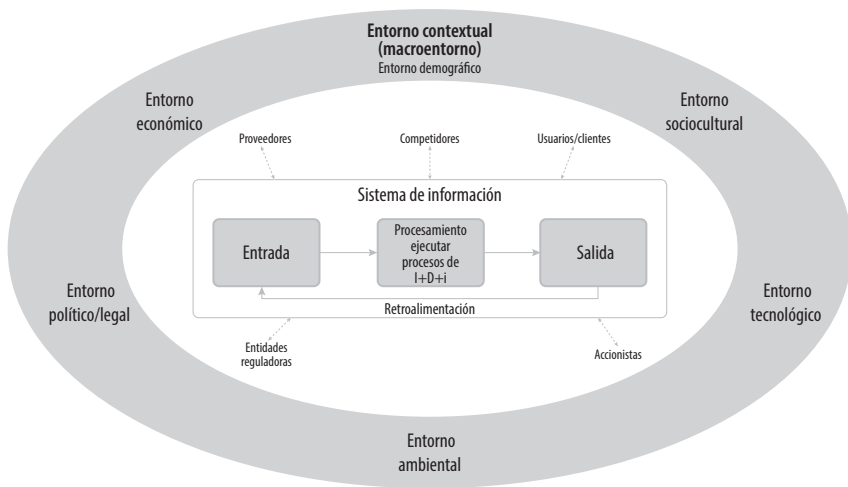 Entorno contextual
(macroentorno)
Entorno demográfico
Entorno
económico
Entorno
sociocultural
Proveedores
Competidores
Usuarios/clientes
Sistema de información
Entrada
Procesamiento
ejecutar
procesos de
I+D+i
Salida
Retroalimentación
Entorno
político/legal
Entorno
tecnológico
Entidades
reguladoras
Accionistas
Entorno
ambiental